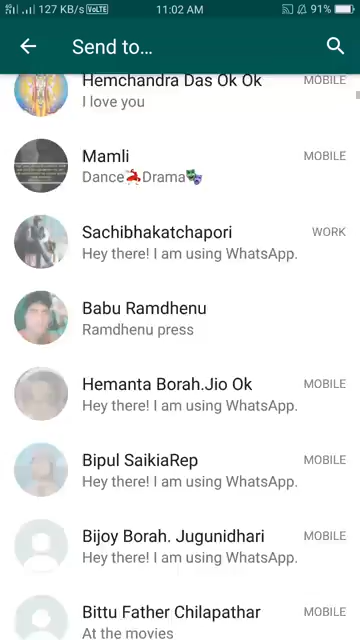 127 KB/s VoLTE 11:02 AM 91%
Send to…
Hemchandra Das Ok Ok MOBILE
I love you
Mamli MOBILE
Dance💃Drama🎭
Sachibhakatchapori WORK
Hey there! I am using WhatsApp.
Babu Ramdhenu
Ramdhenu press
Hemanta Borah.Jio Ok MOBILE
Hey there! I am using WhatsApp.
Bipul SaikiaRep MOBILE
Hey there! I am using WhatsApp.
Bijoy Borah. Jugunidhari MOBILE
Hey there! I am using WhatsApp.
Bittu Father Chilapathar MOBILE
At the movies